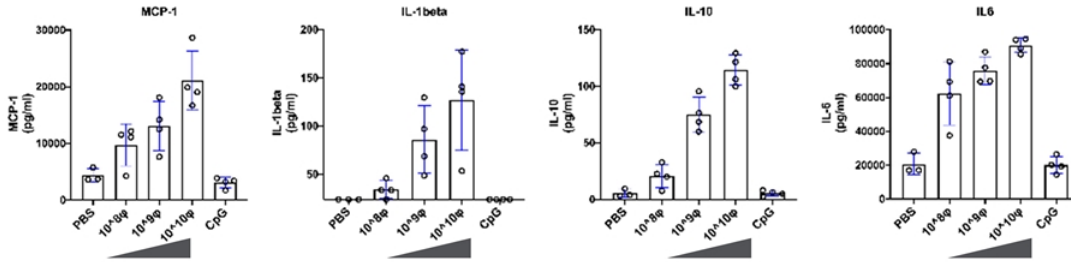 MCP-1
30000
20000
10000
0
MCP-1
(pg/ml)
PBS
10^8φ
10^9φ
10^10φ
CpG
IL-1beta
200
150
100
50
IL-1beta
(pg/ml)
PBS
10^8φ
10^9φ
10^10φ
CpG
IL-10
150
100
50
0
IL-10
(pg/ml)
PBS
10^8φ
10^9φ
10^10φ
CpG
IL6
100000
80000
60000
40000
20000
0
IL-6
(pg/ml)
PBS
10^8φ
10^9φ
10^10φ
CpG